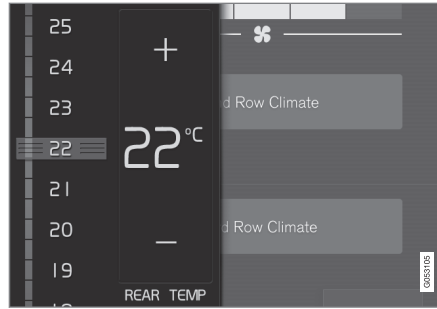 25
24
23
22
21
20
19
+
22°C
–
REAR TEMP
d Row Climate
d Row Climate
G053105